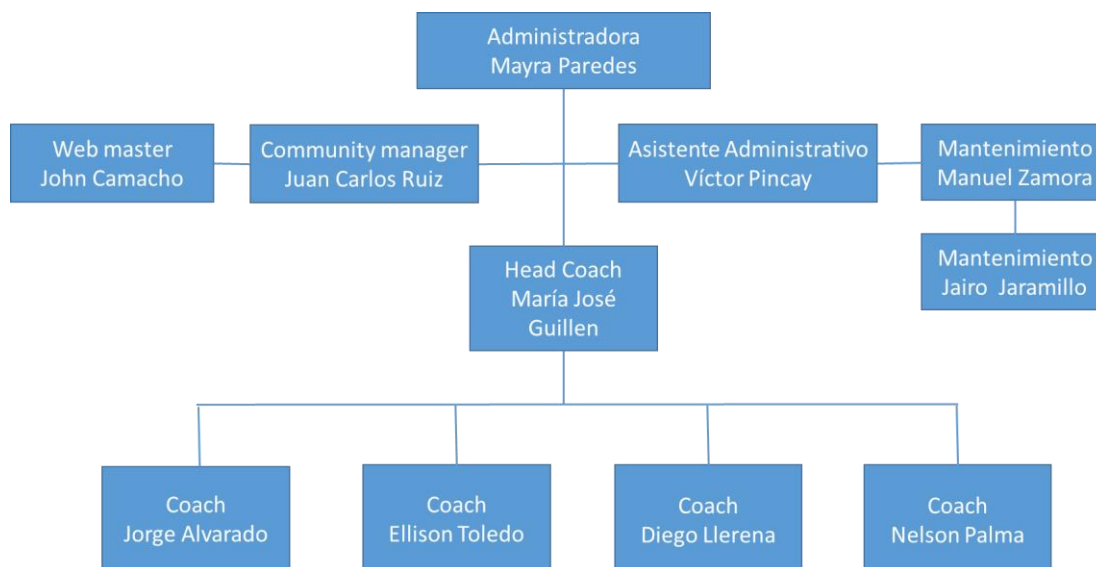 Administradora
Mayra Paredes
Web master
John Camacho
Community manager
Juan Carlos Ruiz
Asistente Administrativo
Víctor Pincay
Mantenimiento
Manuel Zamora
Mantenimiento
Jairo Jaramillo
Head Coach
María José
Guillen
Coach
Jorge Alvarado
Coach
Ellison Toledo
Coach
Diego Llerena
Coach
Nelson Palma